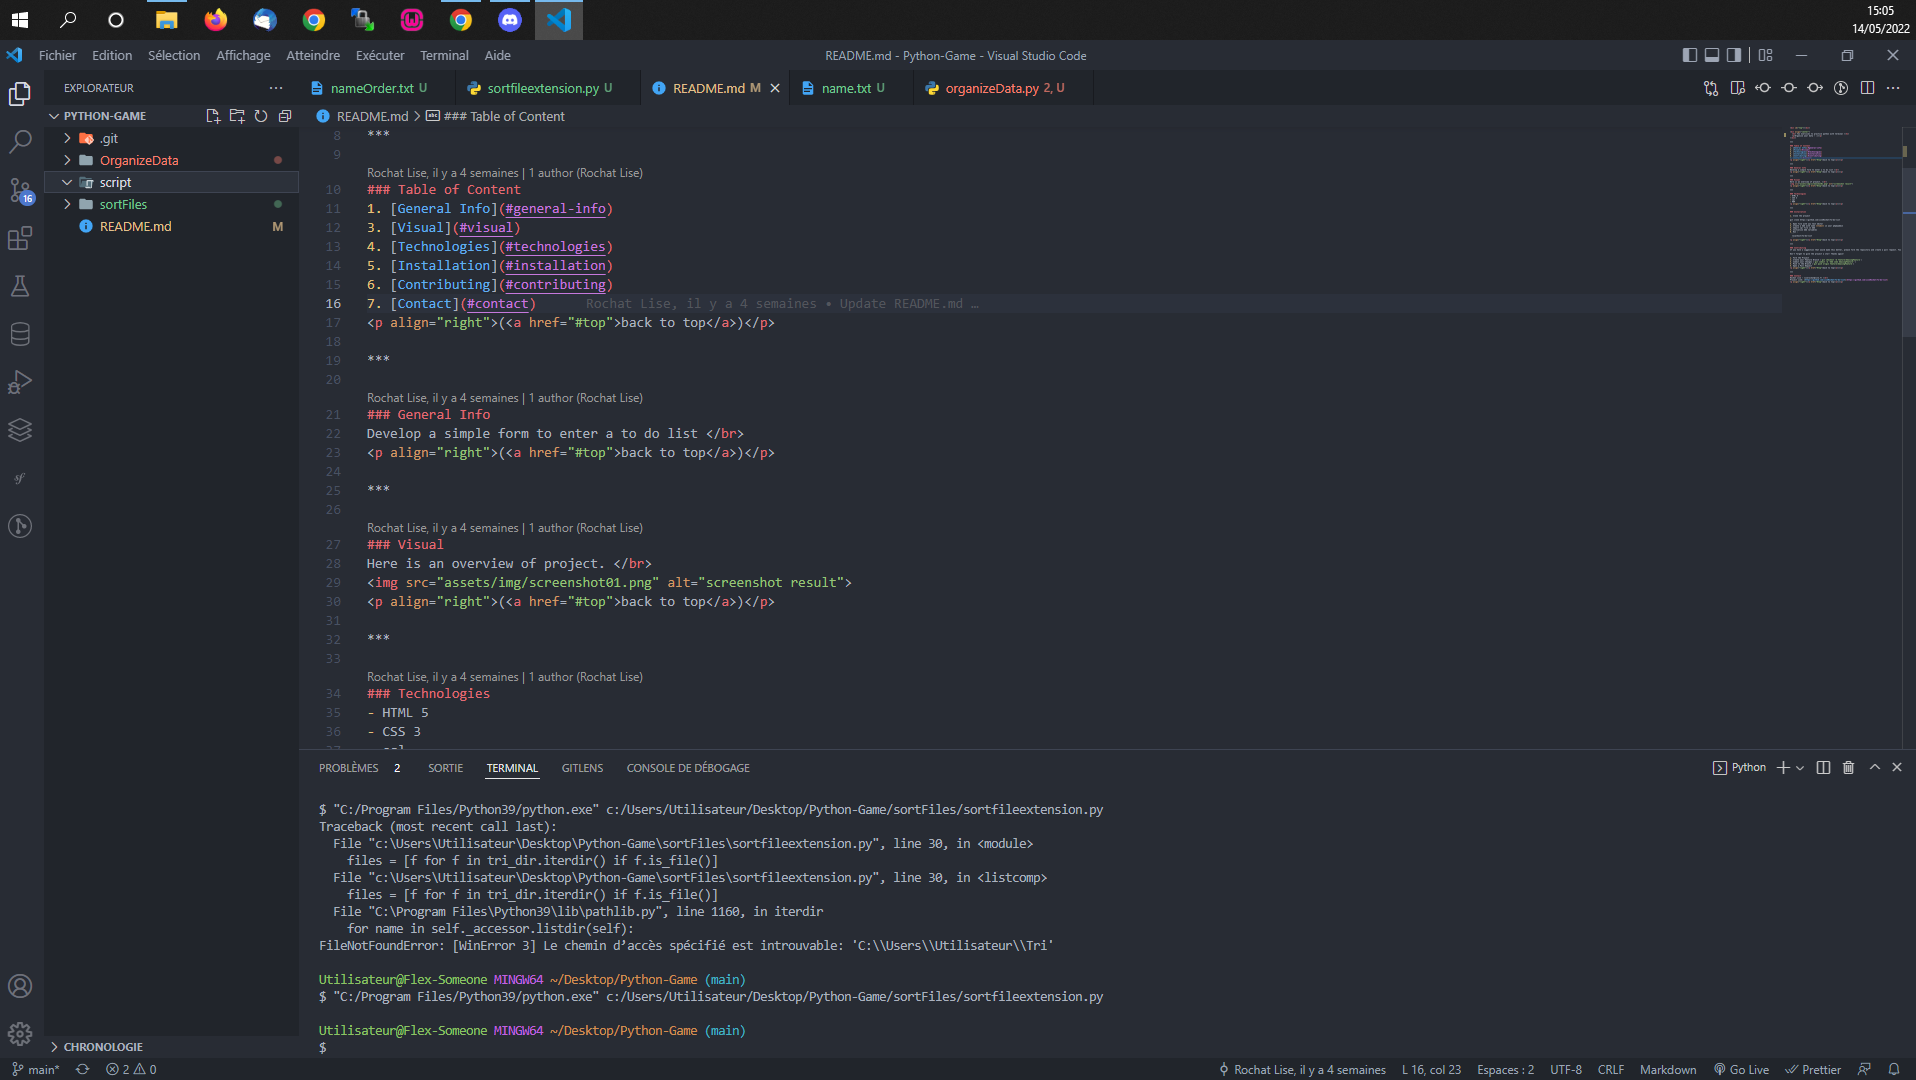 15:05
14/05/2022
Fichier Edition Sélection Affichage Atteindre Exécuter Terminal Aide
README.md - Python-Game - Visual Studio Code
EXPLORATEUR ...
nameOrder.txt U
sortfileextension.py U
README.md M
name.txt U
organizeData.py 2, U
PYTHON-GAME
README.md > ### Table of Content
.git
OrganizeData
script
sortFiles
README.md M
16
8 ***
9
Rochat Lise, il y a 4 semaines | 1 author (Rochat Lise)
10 ### Table of Content
11 1. [General Info](#general-info)
12 3. [Visual](#visual)
13 4. [Technologies](#technologies)
14 5. [Installation](#installation)
15 6. [Contributing](#contributing)
16 7. [Contact](#contact) Rochat Lise, il y a 4 semaines • Update README.md …
17 <p align="right">(<a href="#top">back to top</a>)</p>
18
19 ***
20
Rochat Lise, il y a 4 semaines | 1 author (Rochat Lise)
21 ### General Info
22 Develop a simple form to enter a to do list </br>
23 <p align="right">(<a href="#top">back to top</a>)</p>
24
25 ***
26
Rochat Lise, il y a 4 semaines | 1 author (Rochat Lise)
27 ### Visual
28 Here is an overview of project. </br>
29 <img src="assets/img/screenshot01.png" alt="screenshot result">
30 <p align="right">(<a href="#top">back to top</a>)</p>
31
32 ***
33
Rochat Lise, il y a 4 semaines | 1 author (Rochat Lise)
34 ### Technologies
35 - HTML 5
36 - CSS 3
PROBLÈMES 2 SORTIE TERMINAL GITLENS CONSOLE DE DÉBOGAGE
Python
$ "C:/Program Files/Python39/python.exe" c:/Users/Utilisateur/Desktop/Python-Game/sortFiles/sortfileextension.py
Traceback (most recent call last):
File "c:\Users\Utilisateur\Desktop\Python-Game\sortFiles\sortfileextension.py", line 30, in <module>
files = [f for f in tri_dir.iterdir() if f.is_file()]
File "c:\Users\Utilisateur\Desktop\Python-Game\sortFiles\sortfileextension.py", line 30, in <listcomp>
files = [f for f in tri_dir.iterdir() if f.is_file()]
File "C:\Program Files\Python39\lib\pathlib.py", line 1160, in iterdir
for name in self._accessor.listdir(self):
FileNotFoundError: [WinError 3] Le chemin d’accès spécifié est introuvable: 'C:\\Users\\Utilisateur\\Tri'
Utilisateur@Flex-Someone MINGW64 ~/Desktop/Python-Game (main)
$ "C:/Program Files/Python39/python.exe" c:/Users/Utilisateur/Desktop/Python-Game/sortFiles/sortfileextension.py
Utilisateur@Flex-Someone MINGW64 ~/Desktop/Python-Game (main)
$
CHRONOLOGIE
main* 2 0
Rochat Lise, il y a 4 semaines L 16, col 23 Espaces : 2 UTF-8 CRLF Markdown Go Live Prettier